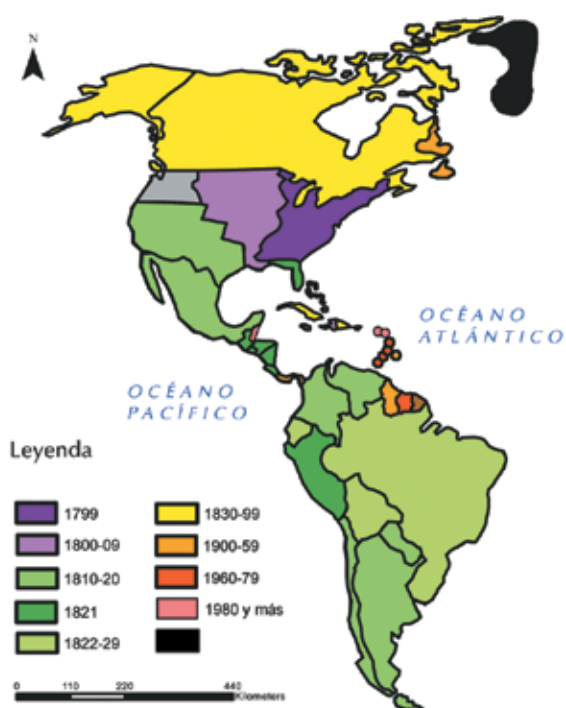 N
OCÉANO
ATLÁNTICO
OCÉANO
PACÍFICO
Leyenda
1799
1800-09
1810-20
1821
1822-29
1830-99
1900-59
1960-79
1980 y más
0 110 220 440
Kilometers